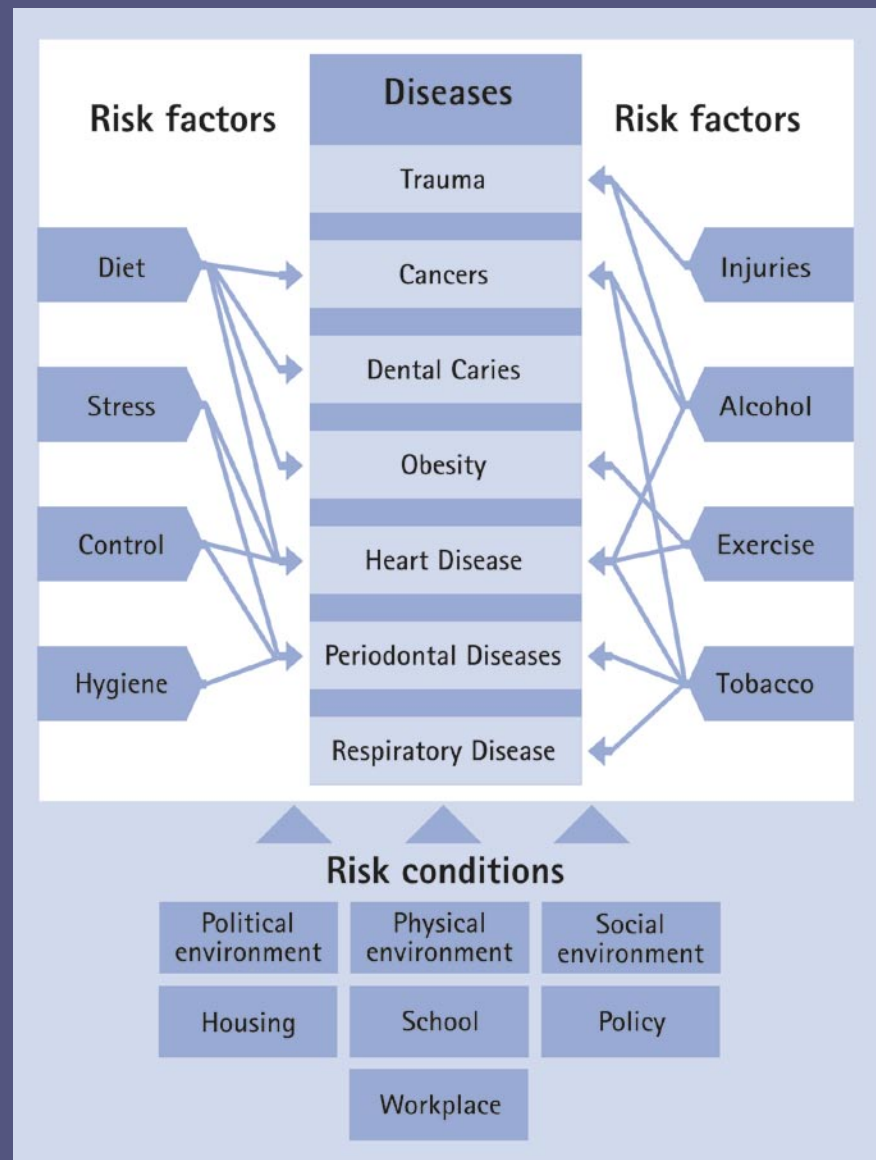 Diseases
Risk factors
Risk factors
Trauma
Diet
Cancers
Injuries
Dental Caries
Stress
Alcohol
Obesity
Control
Heart Disease
Exercise
Hygiene
Periodontal Diseases
Tobacco
Respiratory Disease
Risk conditions
Political
environment
Physical
environment
Social
environment
Housing
School
Policy
Workplace